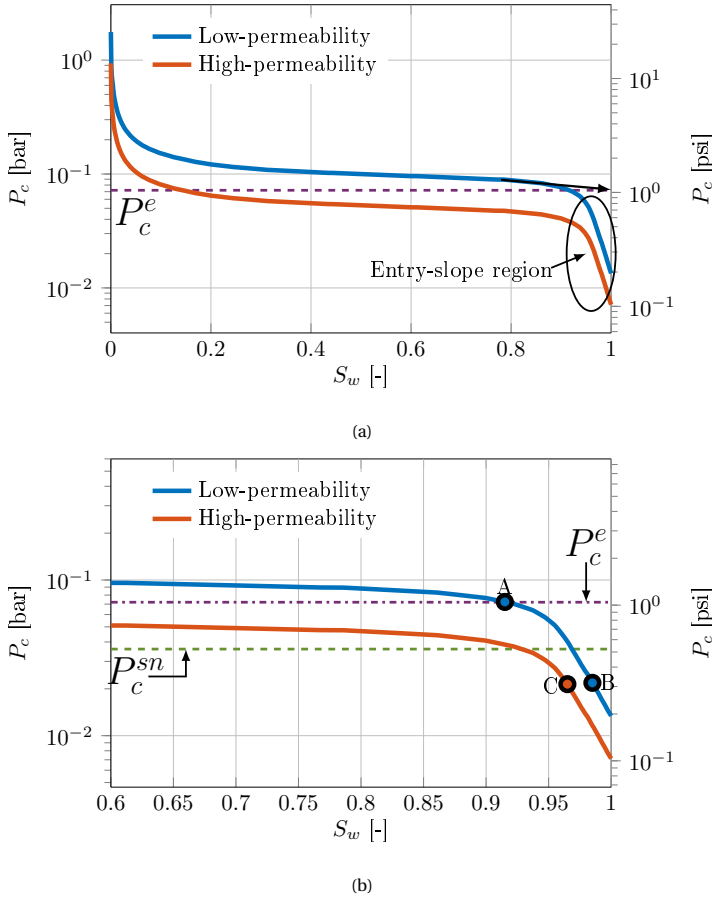 Low-permeability
High-permeability
10^0
10^{-1}
10^{-2}
P_c [bar]
10^1
10^0
10^{-1}
P_c [psi]
P_c^e
Entry-slope region
0 0.2 0.4 0.6 0.8 1
S_w [-]
(a)
Low-permeability
High-permeability
P_c^e
A
10^{-1}
10^{-2}
P_c [bar]
10^0
10^{-1}
P_c [psi]
P_c^{sn}
C
B
0.6 0.65 0.7 0.75 0.8 0.85 0.9 0.95 1
S_w [-]
(b)